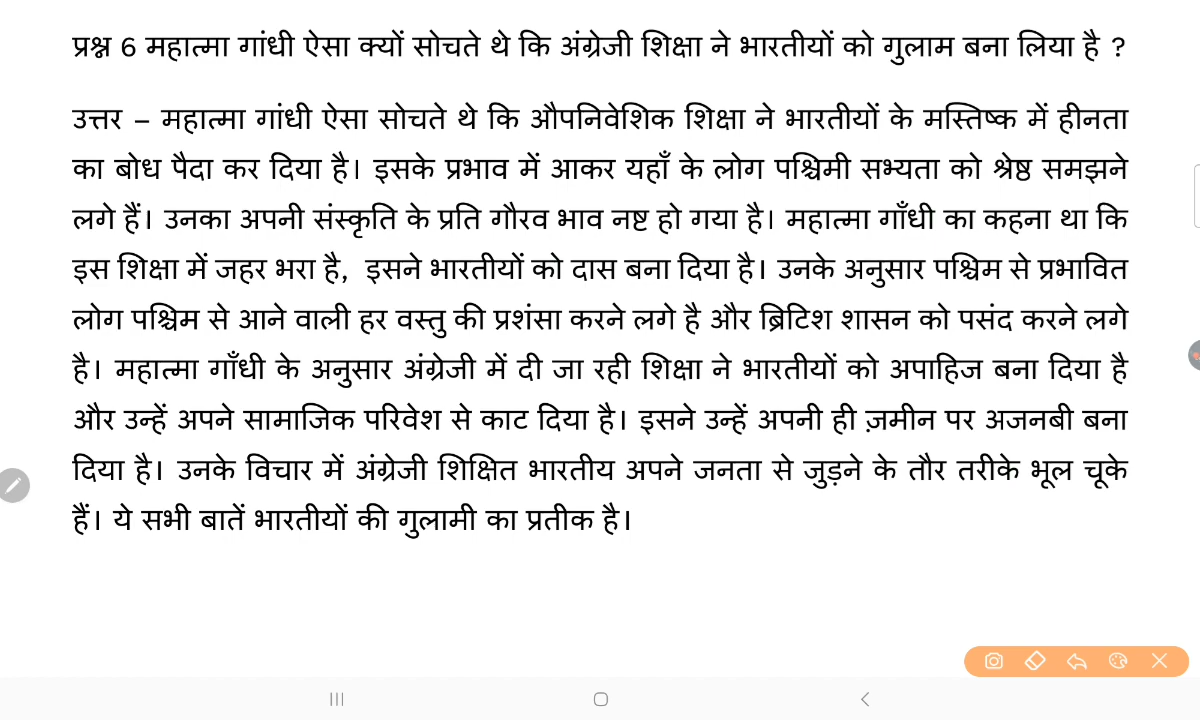 प्रश्न 6 महात्मा गांधी ऐसा क्यों सोचते थे कि अंग्रेजी शिक्षा ने भारतीयों को गुलाम बना लिया है ?
उत्तर – महात्मा गांधी ऐसा सोचते थे कि औपनिवेशिक शिक्षा ने भारतीयों के मस्तिष्क में हीनता
का बोध पैदा कर दिया है। इसके प्रभाव में आकर यहाँ के लोग पश्चिमी सभ्यता को श्रेष्ठ समझने
लगे हैं। उनका अपनी संस्कृति के प्रति गौरव भाव नष्ट हो गया है। महात्मा गाँधी का कहना था कि
इस शिक्षा में जहर भरा है, इसने भारतीयों को दास बना दिया है। उनके अनुसार पश्चिम से प्रभावित
लोग पश्चिम से आने वाली हर वस्तु की प्रशंसा करने लगे है और ब्रिटिश शासन को पसंद करने लगे
है। महात्मा गाँधी के अनुसार अंग्रेजी में दी जा रही शिक्षा ने भारतीयों को अपाहिज बना दिया है
और उन्हें अपने सामाजिक परिवेश से काट दिया है। इसने उन्हें अपनी ही ज़मीन पर अजनबी बना
दिया है। उनके विचार में अंग्रेजी शिक्षित भारतीय अपने जनता से जुड़ने के तौर तरीके भूल चूके
हैं। ये सभी बातें भारतीयों की गुलामी का प्रतीक है।